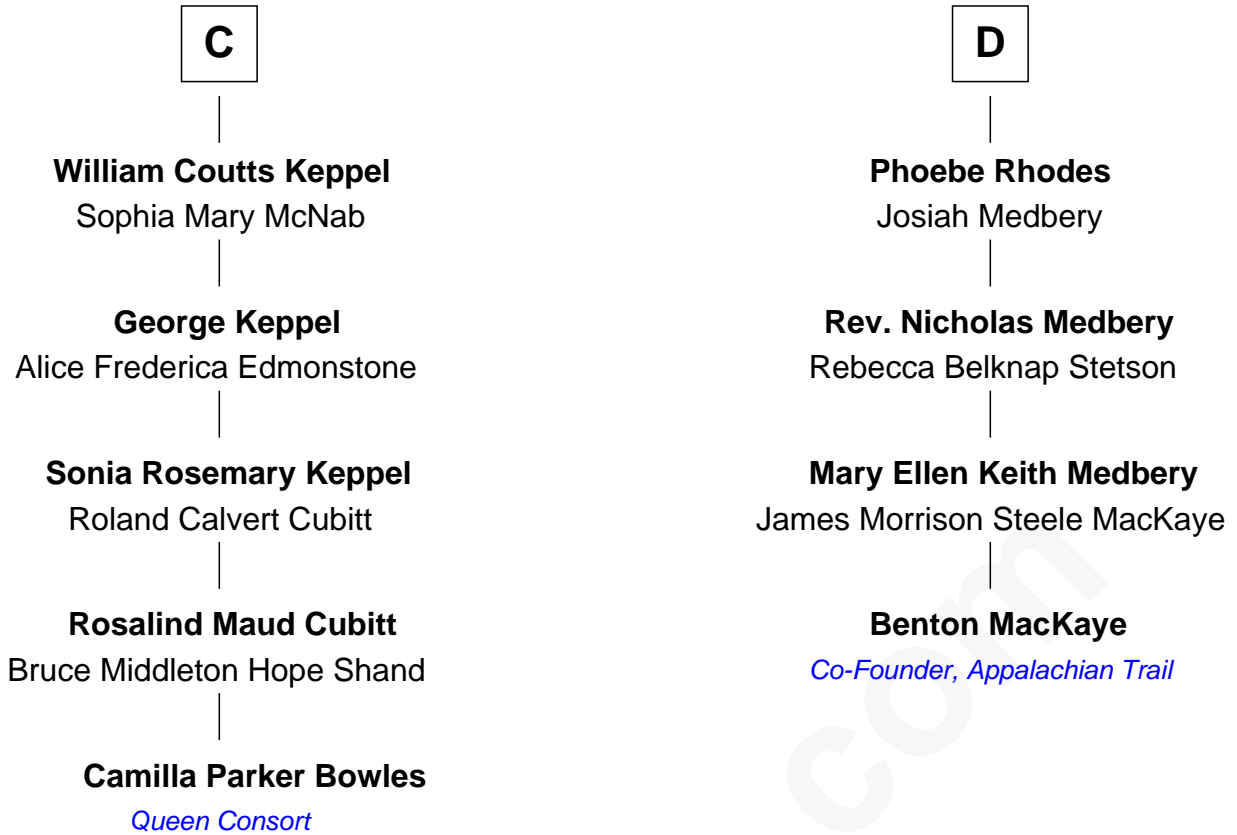 C
William Coutts Keppel
Sophia Mary McNab
George Keppel
Alice Frederica Edmonstone
Sonia Rosemary Keppel
Roland Calvert Cubitt
Rosalind Maud Cubitt
Bruce Middleton Hope Shand
Camilla Parker Bowles
Queen Consort
D
Phoebe Rhodes
Josiah Medbery
Rev. Nicholas Medbery
Rebecca Belknap Stetson
Mary Ellen Keith Medbery
James Morrison Steele MacKaye
Benton MacKaye
Co-Founder, Appalachian Trail
com